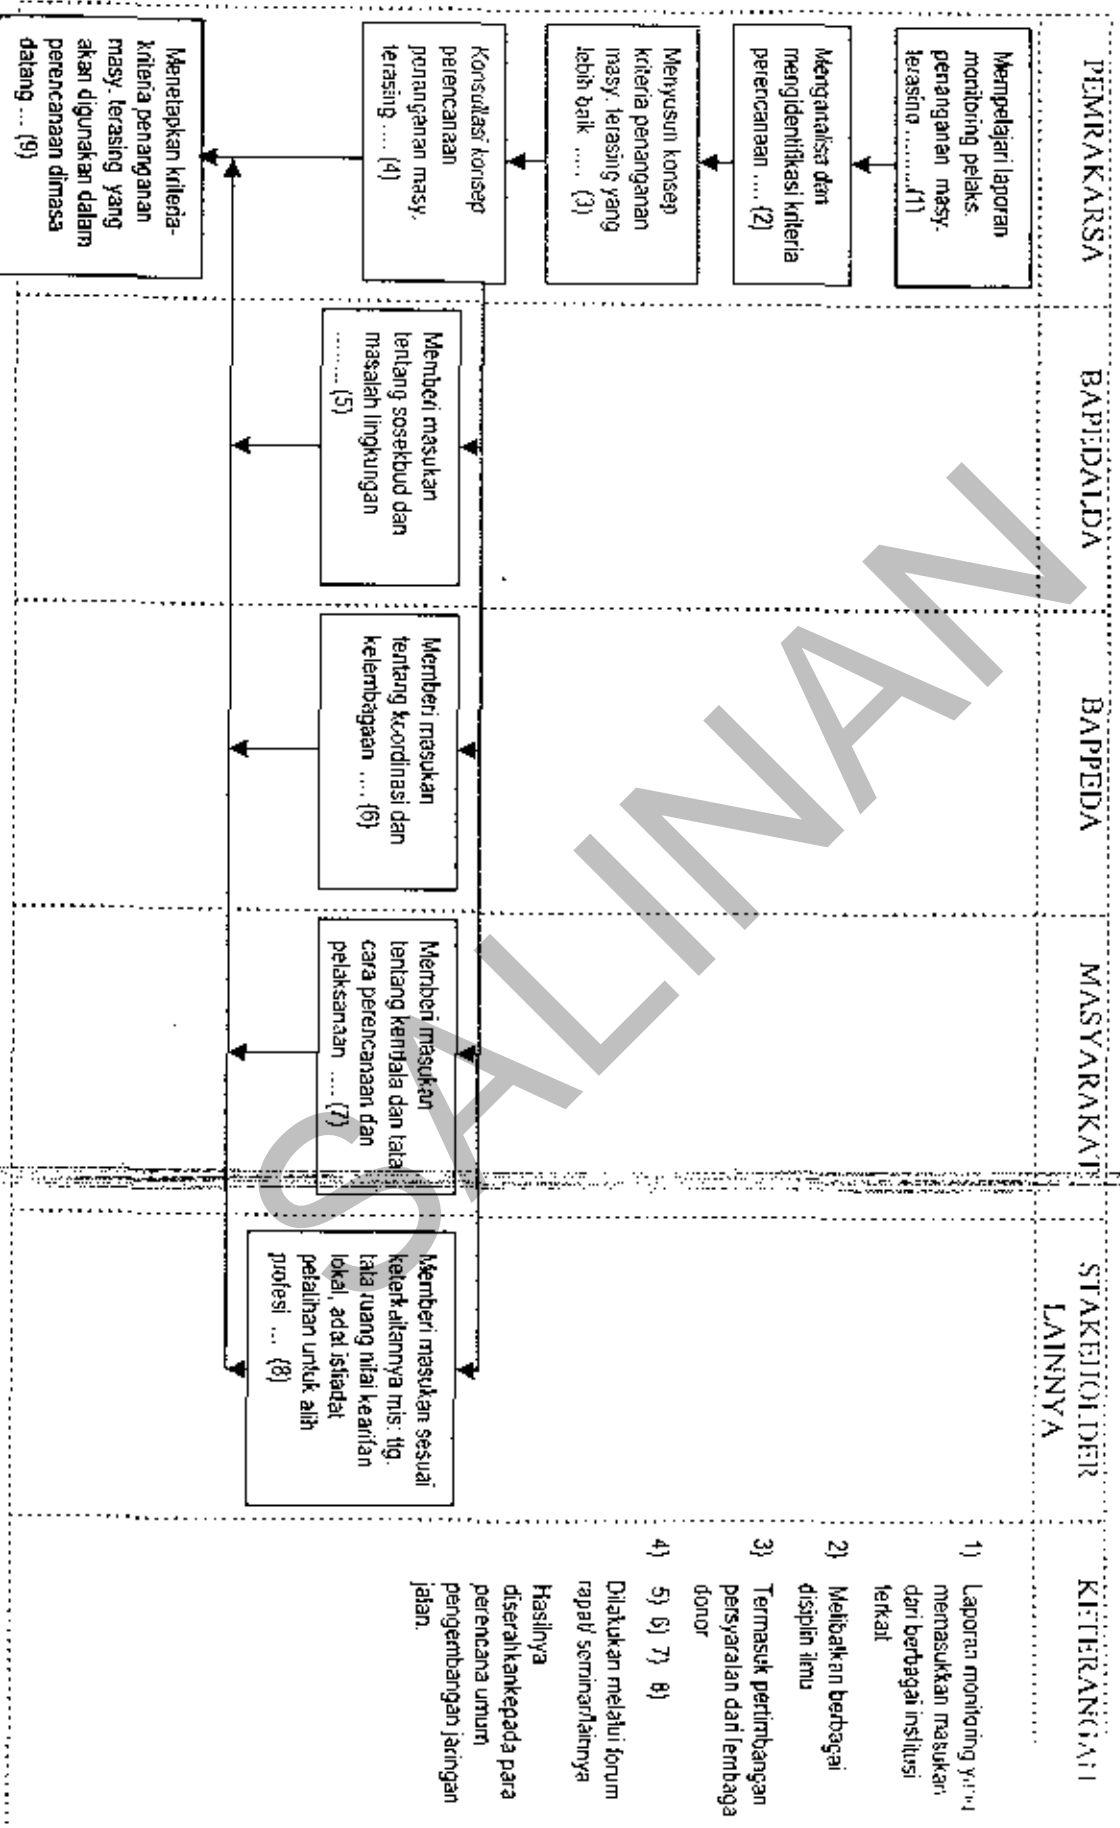 PEMRAKARSA
BAPEDALDA
BAPPEDA
MASYARAKAT
STAKEHOLDER
LAINNYA
KETERANGAN
Mempelajari laporan
monitoring pelaks.
penanganan masy-
terasing .........(1)
Menganalisa dan
mengidentifikasi kriteria
perencanaan .... (2)
Menyusun konsep
kriteria penanganan
masy. terasing yang
lebih baik ..... (3)
Konsultasi konsep
perencanaan
penanganan masy.
terasing .... (4)
Memberi masukan
tentang sosekbud dan
masalah lingkungan
......... (5)
Memberi masukan
tentang koordinasi dan
kelembagaan .... (6)
Memberi masukan
tentang kendala dan tata
cara perencanaan dan
pelaksanaan .... (7)
Memberi masukan sesuai
keterkaitannya mis: ttg.
tata ruang nilai kearifan
lokal, adat istiadat
pelatihan untuk alih
profesi ... (8)
Menetapkan kriteria-
kriteria penanganan
masy- terasing yang
akan digunakan dalam
perencanaan dimasa
datang ... (9)
1) Laporan monitoring yang
memasukkan masukan
dari berbagai institusi
terkait
2) Melibatkan berbagai
disiplin ilmu
3) Termasuk pertimbangan
persyaratan dari lembaga
donor
4) 5) 6) 7) 8)
Dilakukan melalui forum
rapat/ seminar/lainnya
Hasilnya
diserahkankepada para
perencana umum
pengembangan jaringan
jalan.
SALINAN